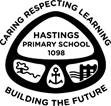 CARING RESPECTING LEARNING
HASTINGS
PRIMARY SCHOOL
1098
BUILDING THE FUTURE